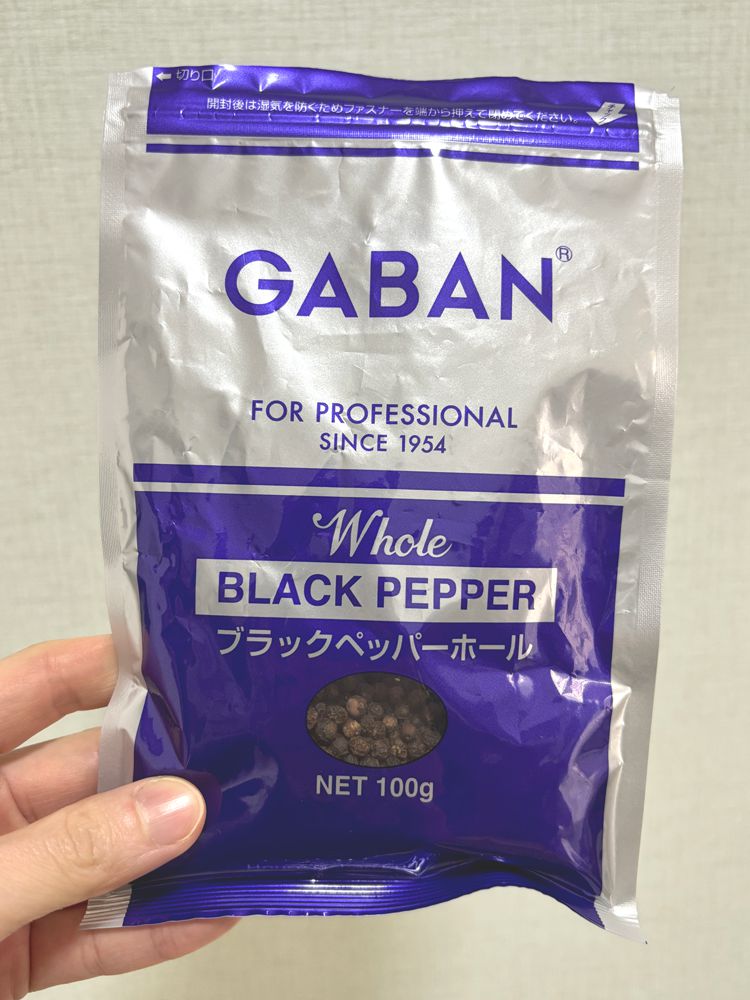 ← 切り口
開封後は湿気を防ぐためファスナーを端から押えて閉めてください。
GABAN®
FOR PROFESSIONAL
SINCE 1954
Whole
BLACK PEPPER
ブラックペッパーホール
NET 100g